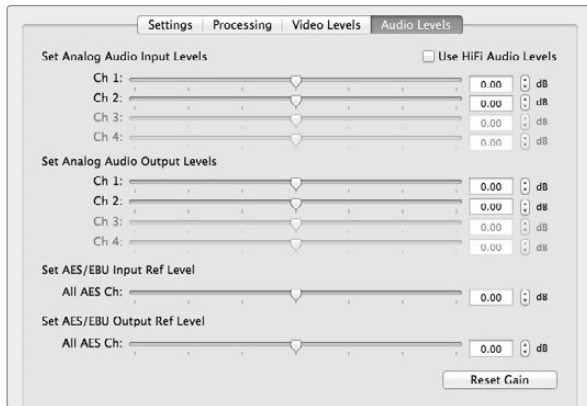 Settings Processing Video Levels Audio Levels
Set Analog Audio Input Levels Use HiFi Audio Levels
Ch 1: 0.00 dB
Ch 2: 0.00 dB
Ch 3: 0.00 dB
Ch 4: 0.00 dB
Set Analog Audio Output Levels
Ch 1: 0.00 dB
Ch 2: 0.00 dB
Ch 3: 0.00 dB
Ch 4: 0.00 dB
Set AES/EBU Input Ref Level
All AES Ch: 0.00 dB
Set AES/EBU Output Ref Level
All AES Ch: 0.00 dB
Reset Gain